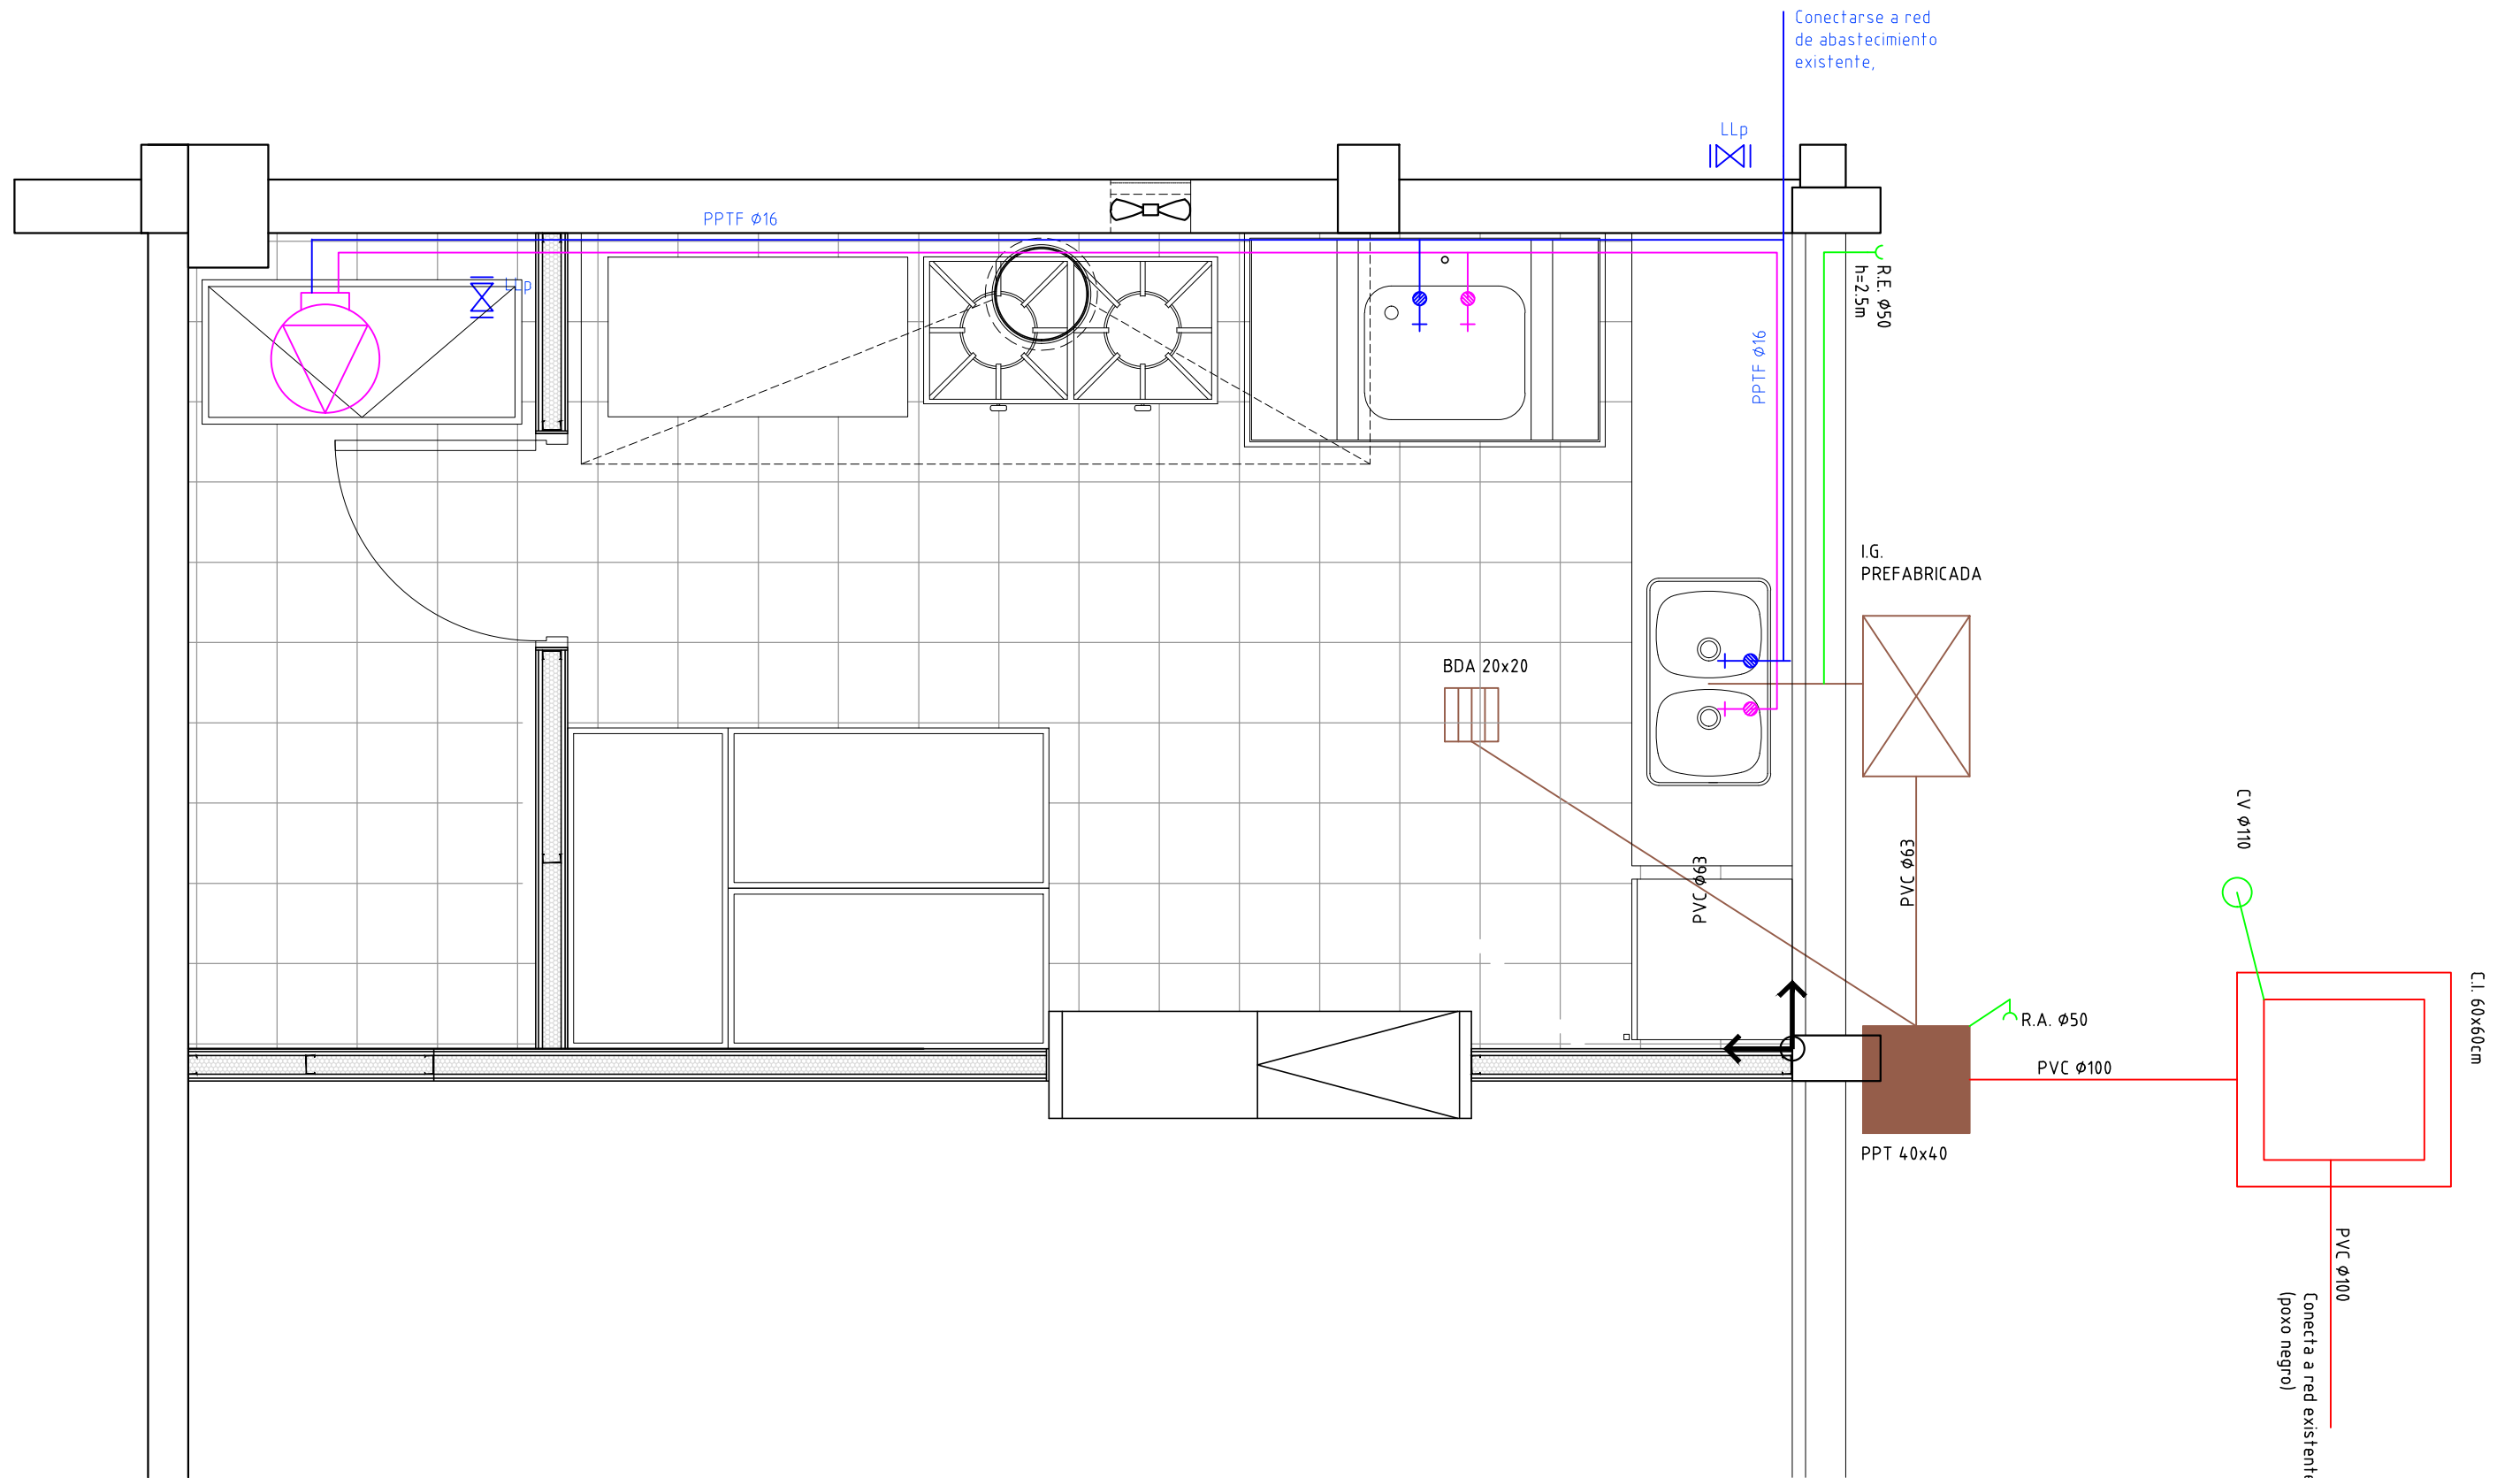 Conectarse a red
de abastecimiento
existente,
LLp
PPTF Ø16
LLp
R.E. Ø50
h=2.5m
PPTF Ø16
I.G.
PREFABRICADA
BDA 20x20
CV Ø110
PVC Ø63
PVC Ø63
C.I. 60x60cm
R.A. Ø50
PVC Ø100
PPT 40x40
PVC Ø100
Conecta a red existente
(poxo negro)